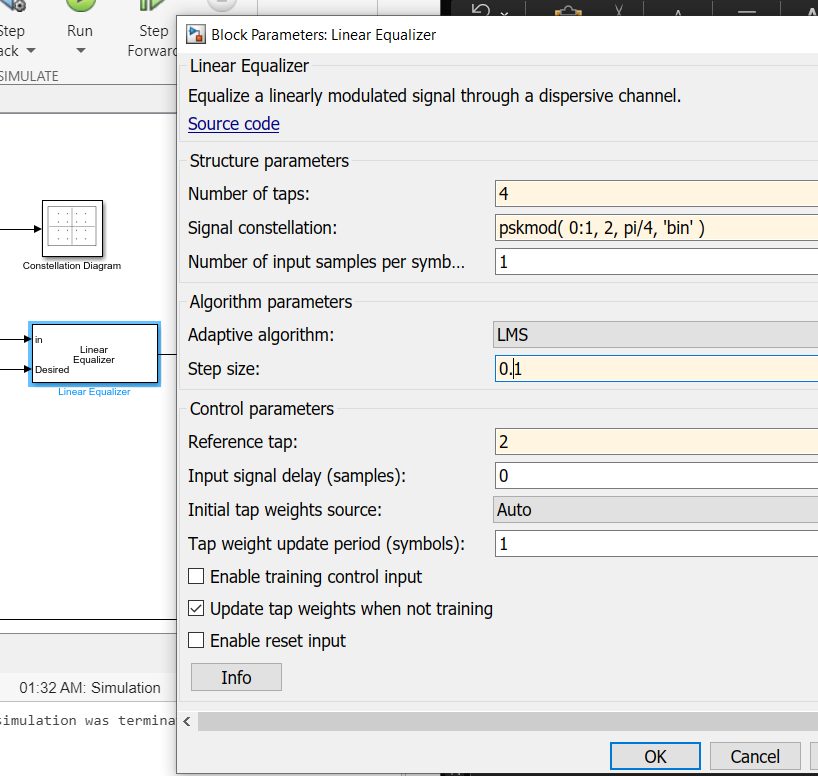 Step
Run
Step
Back
Forward
SIMULATE
Block Parameters: Linear Equalizer
Linear Equalizer
Equalize a linearly modulated signal through a dispersive channel.
Source code
Structure parameters
Number of taps:
4
Signal constellation:
pskmod( 0:1, 2, pi/4, 'bin' )
Number of input samples per symb...
1
Algorithm parameters
Adaptive algorithm:
LMS
Step size:
0.1
Control parameters
Reference tap:
2
Input signal delay (samples):
0
Initial tap weights source:
Auto
Tap weight update period (symbols):
1
Enable training control input
Update tap weights when not training
Enable reset input
Info
OK
Cancel
Constellation Diagram
in
Desired
Linear
Equalizer
Linear Equalizer
01:32 AM: Simulation
simulation was termina